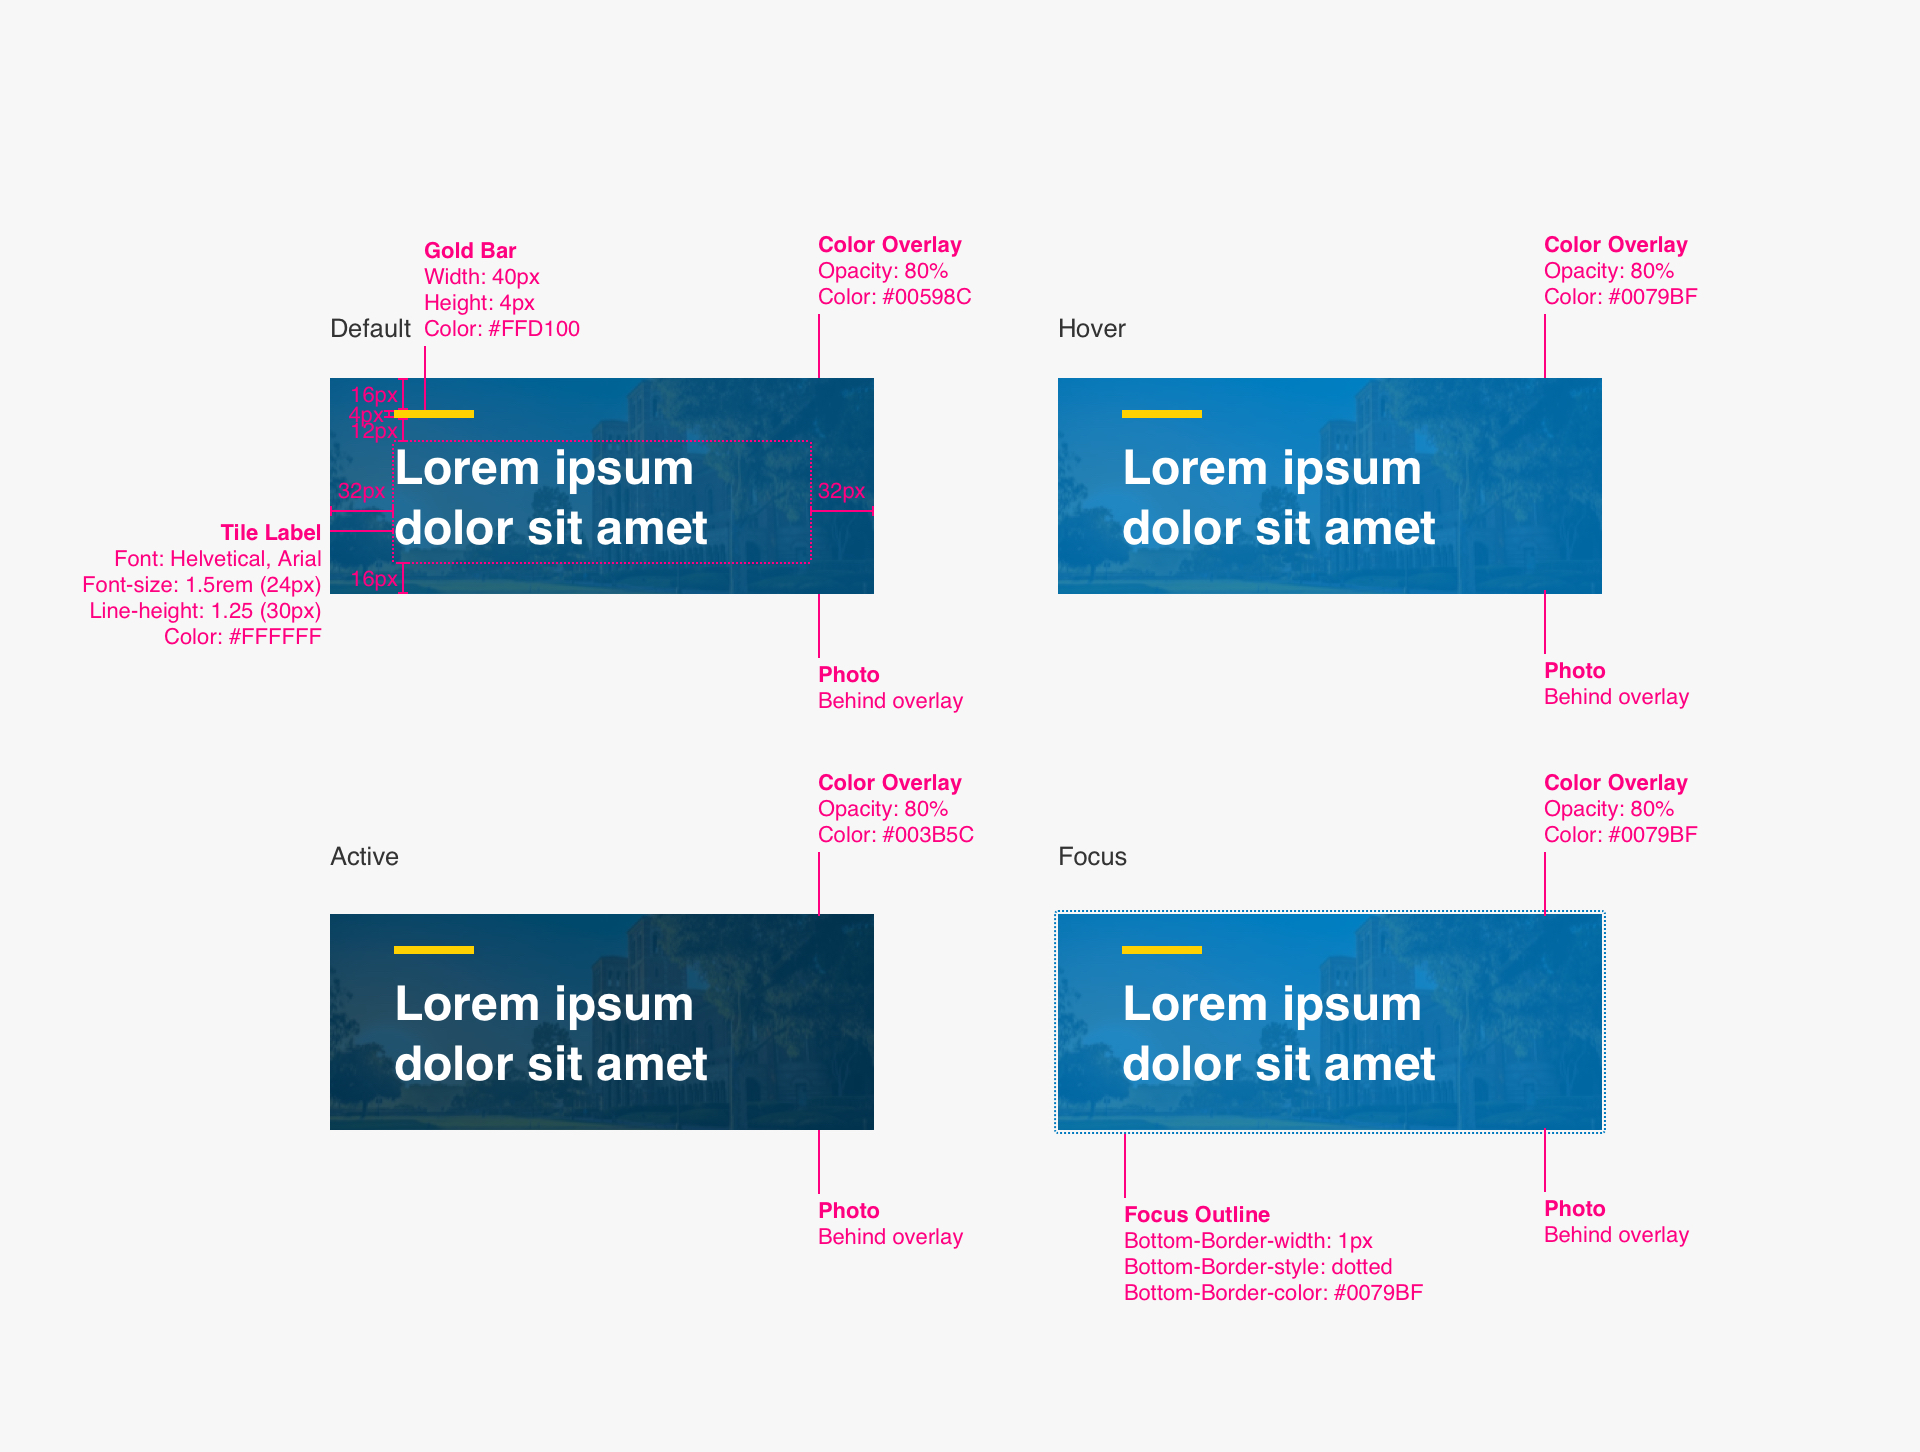 Gold Bar
Width: 40px
Height: 4px
Color: #FFD100
Color Overlay
Opacity: 80%
Color: #00598C
Default
16px
4px
12px
Lorem ipsum
dolor sit amet
32px
32px
16px
Tile Label
Font: Helvetical, Arial
Font-size: 1.5rem (24px)
Line-height: 1.25 (30px)
Color: #FFFFFF
Photo
Behind overlay
Color Overlay
Opacity: 80%
Color: #0079BF
Hover
Lorem ipsum
dolor sit amet
Photo
Behind overlay
Color Overlay
Opacity: 80%
Color: #003B5C
Active
Lorem ipsum
dolor sit amet
Photo
Behind overlay
Color Overlay
Opacity: 80%
Color: #0079BF
Focus
Lorem ipsum
dolor sit amet
Focus Outline
Bottom-Border-width: 1px
Bottom-Border-style: dotted
Bottom-Border-color: #0079BF
Photo
Behind overlay